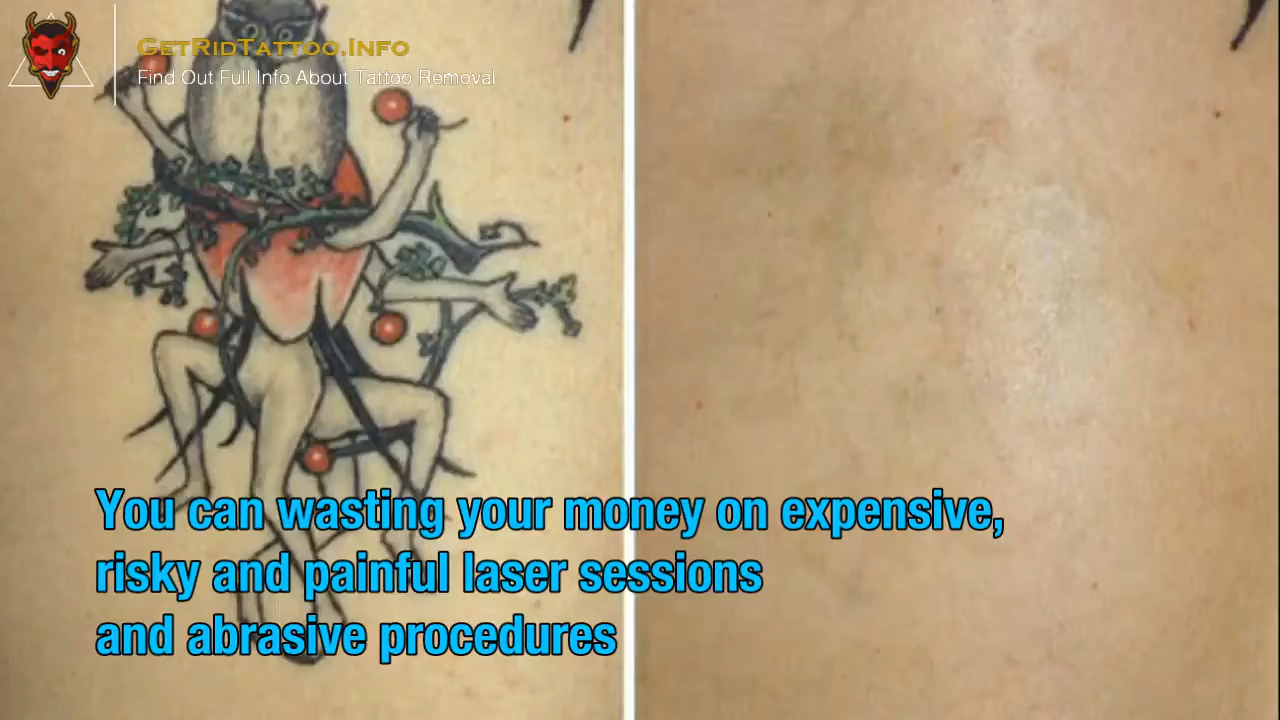 GetRidTattoo.Info
Find Out Full Info About Tattoo Removal
You can wasting your money on expensive,
risky and painful laser sessions
and abrasive procedures